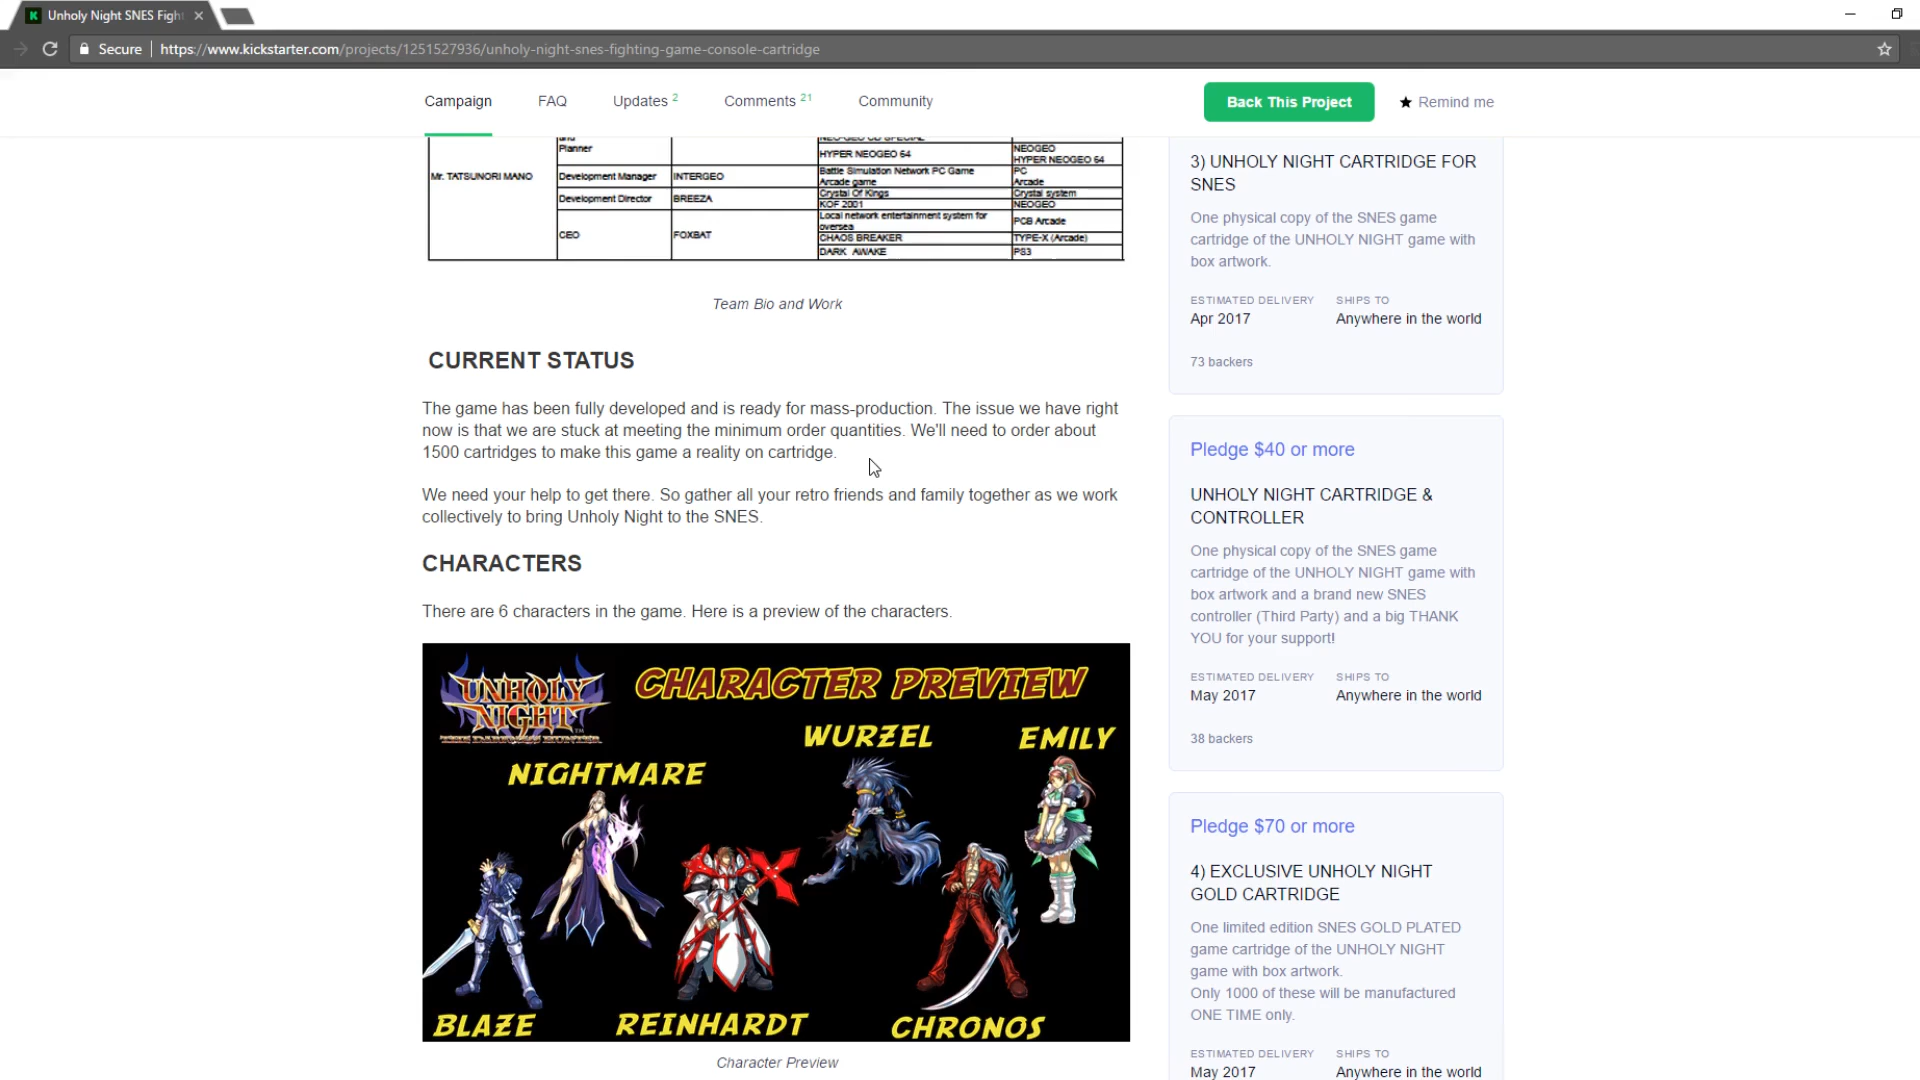 Unholy Night SNES Figh
Secure
https://www.kickstarter.com/projects/1251527936/unholy-night-snes-fighting-game-console-cartridge
Campaign
FAQ
Updates 2
Comments 21
Community
Back This Project
Remind me
Planner
HYPER NEOGEO 64
NEOGEO
HYPER NEOGEO 64
Mr. TATSUNORI MANO
Development Manager
INTERGEO
Battle Simulation Network PC Game
Arcade game
PC
Arcade
Development Director
BREEZA
Crystal Of Kings
Crystal system
KOF 2001
NEOGEO
CEO
FOXBAT
Local network entertainment system for
oversea
PCB Arcade
CHAOS BREAKER
TYPE-X (Arcade)
DARK AWAKE
PS3
Team Bio and Work
CURRENT STATUS
The game has been fully developed and is ready for mass-production. The issue we have right
now is that we are stuck at meeting the minimum order quantities. We'll need to order about
1500 cartridges to make this game a reality on cartridge.
We need your help to get there. So gather all your retro friends and family together as we work
collectively to bring Unholy Night to the SNES.
CHARACTERS
There are 6 characters in the game. Here is a preview of the characters.
UNHOLY
NIGHT
CHARACTER PREVIEW
WURZEL
EMILY
NIGHTMARE
BLAZE
REINHARDT
CHRONOS
Character Preview
3) UNHOLY NIGHT CARTRIDGE FOR
SNES
One physical copy of the SNES game
cartridge of the UNHOLY NIGHT game with
box artwork.
ESTIMATED DELIVERY
SHIPS TO
Apr 2017
Anywhere in the world
73 backers
Pledge $40 or more
UNHOLY NIGHT CARTRIDGE &
CONTROLLER
One physical copy of the SNES game
cartridge of the UNHOLY NIGHT game with
box artwork and a brand new SNES
controller (Third Party) and a big THANK
YOU for your support!
ESTIMATED DELIVERY
SHIPS TO
May 2017
Anywhere in the world
38 backers
Pledge $70 or more
4) EXCLUSIVE UNHOLY NIGHT
GOLD CARTRIDGE
One limited edition SNES GOLD PLATED
game cartridge of the UNHOLY NIGHT
game with box artwork.
Only 1000 of these will be manufactured
ONE TIME only.
ESTIMATED DELIVERY
SHIPS TO
May 2017
Anywhere in the world